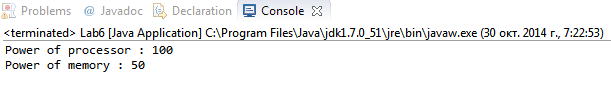 Problems @ Javadoc Declaration Console
<terminated> Lab6 [Java Application] C:\Program Files\Java\jdk1.7.0_51\jre\bin\javaw.exe (30 окт. 2014 г., 7:22:53)
Power of processor : 100
Power of memory : 50